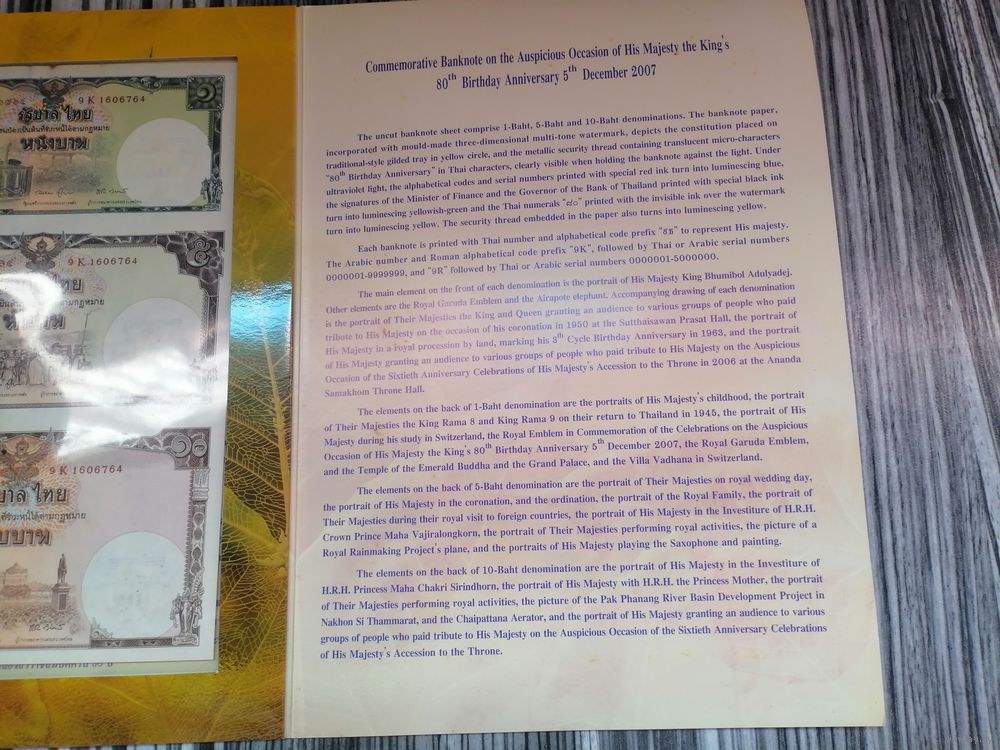 9 K 1606764
รัฐบาล ไทย
หนึ่งบาท
9 K 1606764
ไทย
9 K 1606764
บาล ไทย
บบาท
Commemorative Banknote on the Auspicious Occasion of His Majesty the King's
80th Birthday Anniversary 5th December 2007
The uncut banknote sheet comprise 1-Baht, 5-Baht and 10-Baht denominations. The banknote paper,
incorporated with mould-made three-dimensional multi-tone watermark, depicts the constitution placed on
traditional-style gilded tray in yellow circle, and the metallic security thread containing translucent micro-characters
"80th Birthday Anniversary" in Thai characters, clearly visible when holding the banknote against the light. Under
ultraviolet light, the alphabetical codes and serial numbers printed with special red ink turn into luminescing blue,
the signatures of the Minister of Finance and the Governor of the Bank of Thailand printed with special black ink
turn into luminescing yellowish-green and the Thai numerals "๘๐" printed with the invisible ink over the watermark
turn into luminescing yellow. The security thread embedded in the paper also turns into luminescing yellow.
Each banknote is printed with Thai number and alphabetical code prefix to represent His majesty.
The Arabic number and Roman alphabetical code prefix "9K", followed by Thai or Arabic serial numbers
0000001-9999999, and "9R" followed by Thai or Arabic serial numbers 0000001-5000000.
The main element on the front of each denomination is the portrait of His Majesty King Bhumibol Adulyadej.
Other elements are the Royal Garuda Emblem and the Airapote elephant. Accompanying drawing of each denomination
is the portrait of Their Majesties the King and Queen granting an audience to various groups of people who paid
tribute to His Majesty on the occasion of his coronation in 1950 at the Sutthaisawan Prasat Hall, the portrait of
His Majesty in a royal procession by land, marking his 3th Cycle Birthday Anniversary in 1963, and the portrait
of His Majesty granting an audience to various groups of people who paid tribute to His Majesty on the Auspicious
Occasion of the Sixtieth Anniversary Celebrations of His Majesty's Accession to the Throne in 2006 at the Ananda
Samakhom Throne Hall.
The elements on the back of 1-Baht denomination are the portraits of His Majesty's childhood, the portrait
of Their Majesties the King Rama 8 and King Rama 9 on their return to Thailand in 1945, the portrait of His
Majesty during his study in Switzerland, the Royal Emblem in Commemoration of the Celebrations on the Auspicious
Occasion of His Majesty the King's 80th Birthday Anniversary 5th December 2007, the Royal Garuda Emblem,
and the Temple of the Emerald Buddha and the Grand Palace, and the Villa Vadhana in Switzerland.
The elements on the back of 5-Baht denomination are the portrait of Their Majesties on royal wedding day,
the portrait of His Majesty in the coronation, and the ordination, the portrait of the Royal Family, the portrait of
Their Majesties during their royal visit to foreign countries, the portrait of His Majesty in the Investiture of H.R.H.
Crown Prince Maha Vajiralongkorn, the portrait of Their Majesties performing royal activities, the picture of a
Royal Rainmaking Project's plane, and the portraits of His Majesty playing the Saxophone and painting.
The elements on the back of 10-Baht denomination are the portrait of His Majesty in the Investiture of
H.R.H. Princess Maha Chakri Sirindhorn, the portrait of His Majesty with H.R.H. the Princess Mother, the portrait
of Their Majesties performing royal activities, the picture of the Pak Phanang River Basin Development Project in
Nakhon Si Thammarat, and the Chaipattana Aerator, and the portrait of His Majesty granting an audience to various
groups of people who paid tribute to His Majesty on the Auspicious Occasion of the Sixtieth Anniversary Celebrations
of His Majesty's Accession to the Throne.